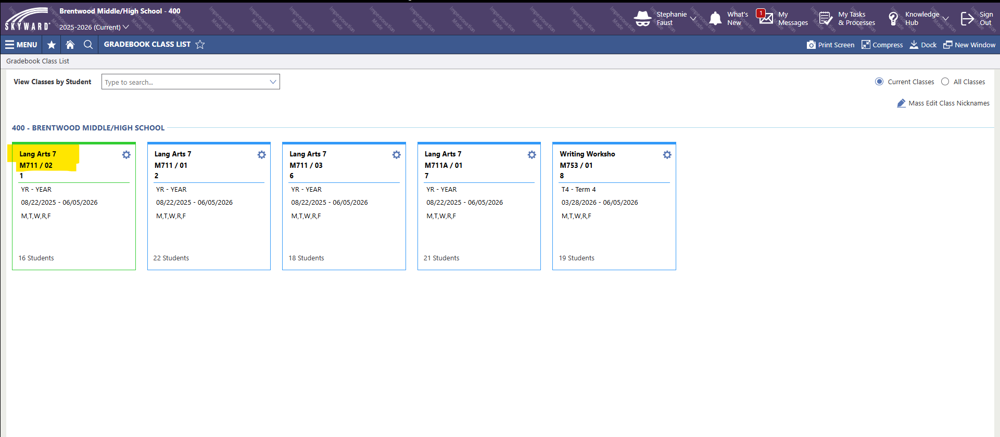 Brentwood Middle/High School - 400
SKYWARD
2025-2026 (Current)
Stephanie Faust
What's New
1
My Messages
My Tasks & Processes
Knowledge Hub
Sign Out
Impersonation Mode
MENU
GRADEBOOK CLASS LIST
Print Screen
Compress
Dock
New Window
Gradebook Class List
View Classes by Student
Type to search...
Current Classes
All Classes
Mass Edit Class Nicknames
400 - BRENTWOOD MIDDLE/HIGH SCHOOL
Lang Arts 7
M711 / 02
1
YR - YEAR
08/22/2025 - 06/05/2026
M,T,W,R,F
16 Students
Lang Arts 7
M711 / 01
2
YR - YEAR
08/22/2025 - 06/05/2026
M,T,W,R,F
22 Students
Lang Arts 7
M711 / 03
6
YR - YEAR
08/22/2025 - 06/05/2026
M,T,W,R,F
18 Students
Lang Arts 7
M711A / 01
7
YR - YEAR
08/22/2025 - 06/05/2026
M,T,W,R,F
21 Students
Writing Worksho
M753 / 01
8
T4 - Term 4
03/28/2026 - 06/05/2026
M,T,W,R,F
19 Students